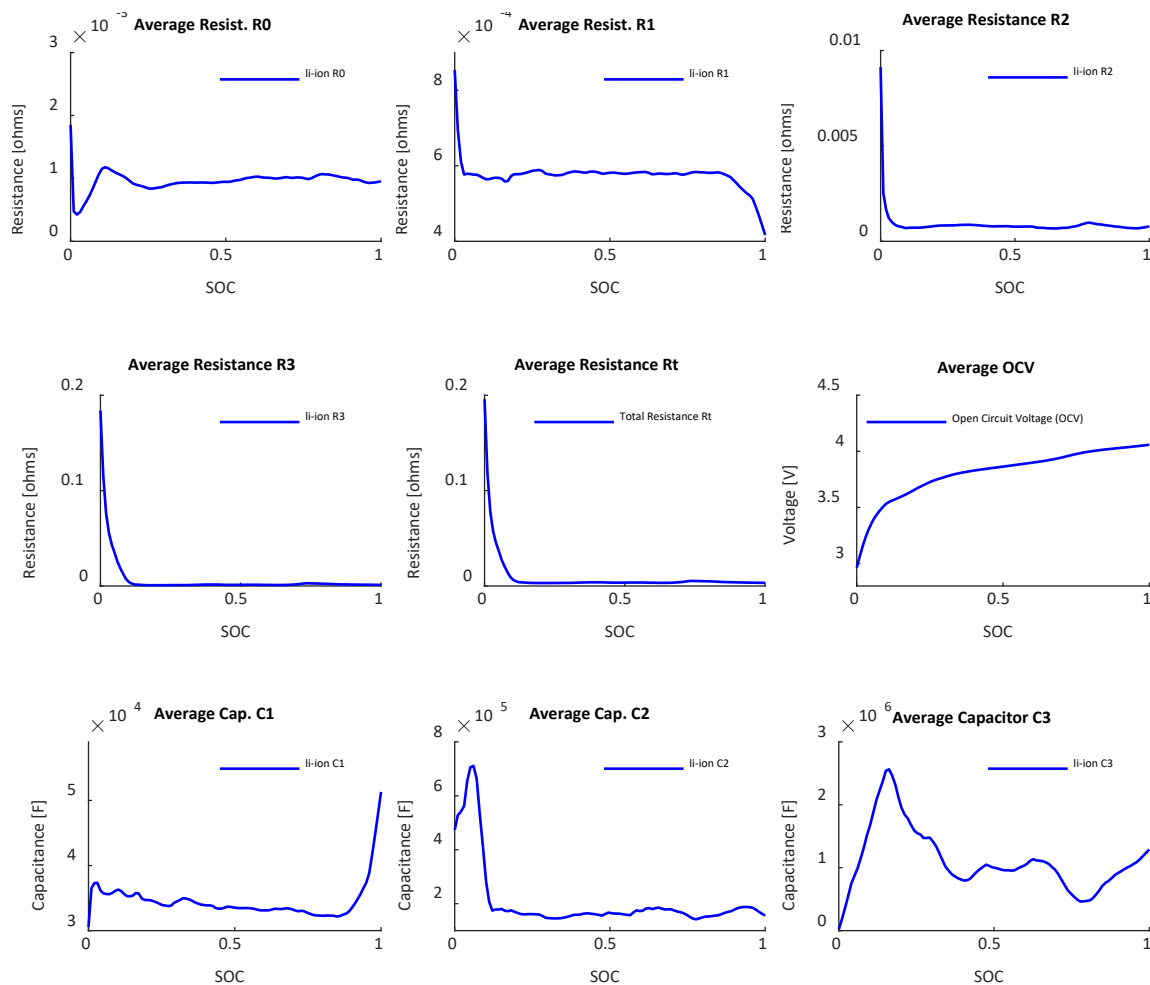 × 10 -3 Average Resist. R0
3
2
1
0
Resistance [ohms]
li-ion R0
0 0.5 1
SOC
× 10 -4 Average Resist. R1
8
6
4
Resistance [ohms]
li-ion R1
0 0.5 1
SOC
Average Resistance R2
0.01
0.005
0
Resistance [ohms]
li-ion R2
0 0.5 1
SOC
Average Resistance R3
0.2
0.1
0
Resistance [ohms]
li-ion R3
0 0.5 1
SOC
Average Resistance Rt
0.2
0.1
0
Resistance [ohms]
Total Resistance Rt
0 0.5 1
SOC
Average OCV
4.5
4
3.5
3
Voltage [V]
Open Circuit Voltage (OCV)
0 0.5 1
SOC
× 10 4 Average Cap. C1
5
4
3
Capacitance [F]
li-ion C1
0 0.5 1
SOC
× 10 5 Average Cap. C2
8
6
4
2
Capacitance [F]
li-ion C2
0 0.5 1
SOC
× 10 6 Average Capacitor C3
3
2
1
0
Capacitance [F]
li-ion C3
0 0.5 1
SOC